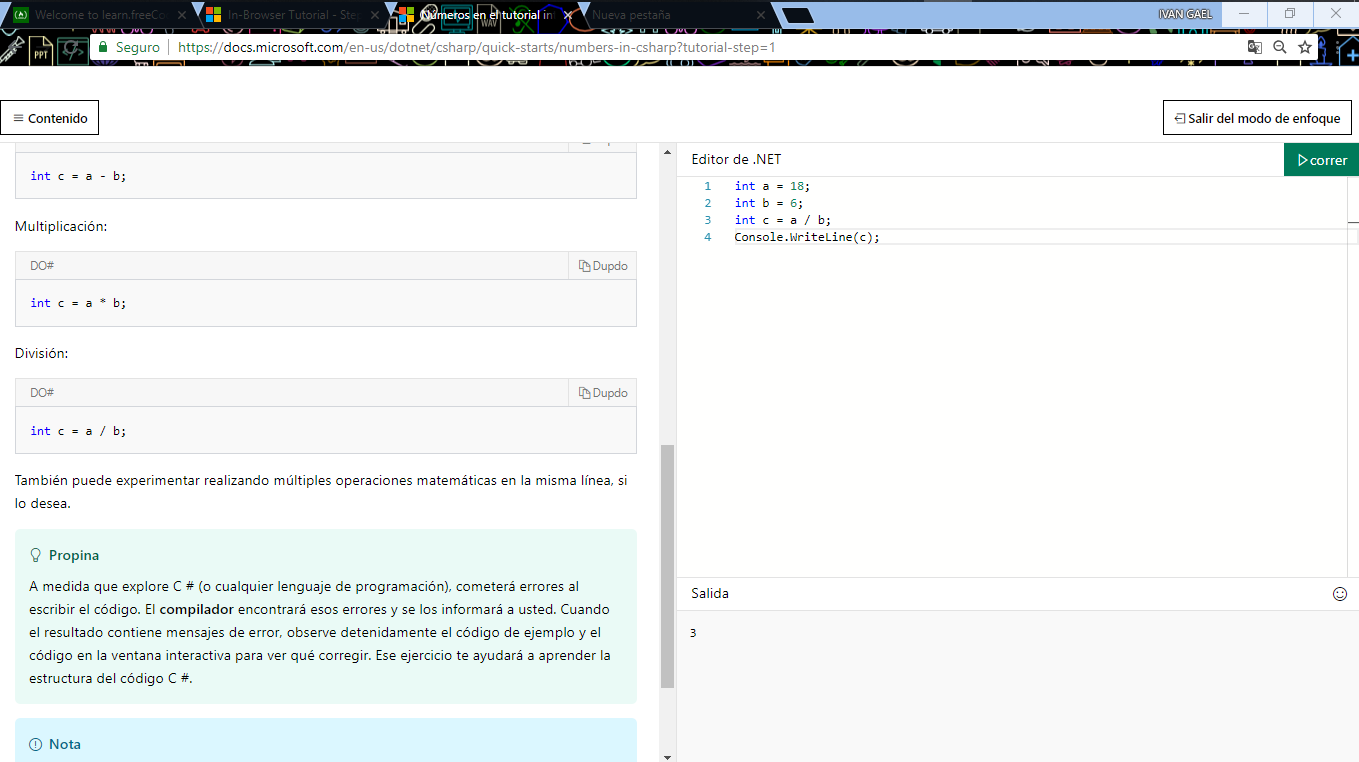 Welcome to learn.freeCo
In-Browser Tutorial - Ste
Números en el tutorial in
Nueva pestaña
IVAN GAEL
PPT
WAV
Seguro
https://docs.microsoft.com/en-us/dotnet/csharp/quick-starts/numbers-in-csharp?tutorial-step=1
Contenido
Salir del modo de enfoque
int c = a - b;
Multiplicación:
DO#
Dupdo
int c = a * b;
División:
DO#
Dupdo
int c = a / b;
También puede experimentar realizando múltiples operaciones matemáticas en la misma línea, si
lo desea.
Propina
A medida que explore C # (o cualquier lenguaje de programación), cometerá errores al
escribir el código. El compilador encontrará esos errores y se los informará a usted. Cuando
el resultado contiene mensajes de error, observe detenidamente el código de ejemplo y el
código en la ventana interactiva para ver qué corregir. Ese ejercicio te ayudará a aprender la
estructura del código C #.
Nota
Editor de .NET
correr
1 int a = 18;
2 int b = 6;
3 int c = a / b;
4 Console.WriteLine(c);
Salida
3